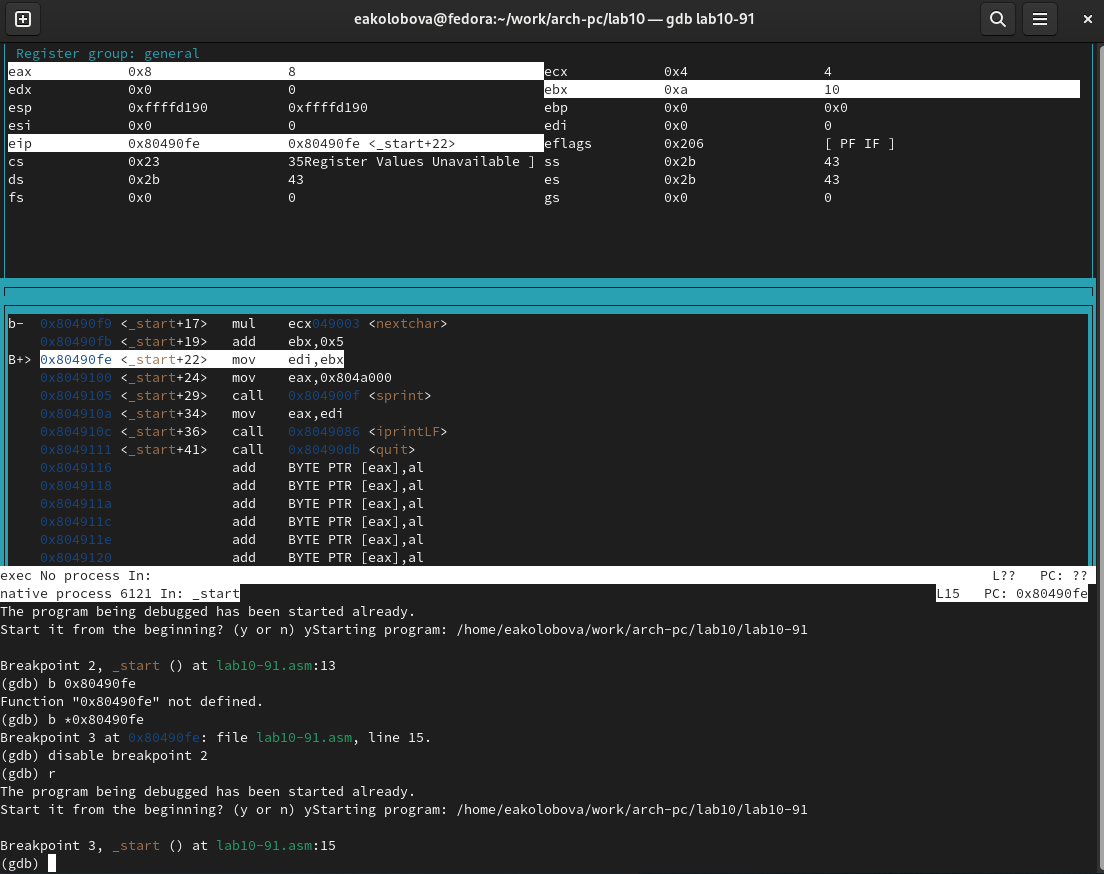 eakolobova@fedora:~/work/arch-pc/lab10 — gdb lab10-91
Register group: general
eax 0x8 8 ecx 0x4 4
edx 0x0 0 ebx 0xa 10
esp 0xffffd190 0xffffd190 ebp 0x0 0x0
esi 0x0 0 edi 0x0 0
eip 0x80490fe 0x80490fe <_start+22> eflags 0x206 [ PF IF ]
cs 0x23 35Register Values Unavailable ] ss 0x2b 43
ds 0x2b 43 es 0x2b 43
fs 0x0 0 gs 0x0 0
b- 0x80490f9 <_start+17> mul ecx049003 <nextchar>
0x80490fb <_start+19> add ebx,0x5
B+> 0x80490fe <_start+22> mov edi,ebx
0x8049100 <_start+24> mov eax,0x804a000
0x8049105 <_start+29> call 0x804900f <sprint>
0x804910a <_start+34> mov eax,edi
0x804910c <_start+36> call 0x8049086 <iprintLF>
0x8049111 <_start+41> call 0x80490db <quit>
0x8049116 add BYTE PTR [eax],al
0x8049118 add BYTE PTR [eax],al
0x804911a add BYTE PTR [eax],al
0x804911c add BYTE PTR [eax],al
0x804911e add BYTE PTR [eax],al
0x8049120 add BYTE PTR [eax],al
exec No process In: L?? PC: ??
native process 6121 In: _start L15 PC: 0x80490fe
The program being debugged has been started already.
Start it from the beginning? (y or n) yStarting program: /home/eakolobova/work/arch-pc/lab10/lab10-91
Breakpoint 2, _start () at lab10-91.asm:13
(gdb) b 0x80490fe
Function "0x80490fe" not defined.
(gdb) b *0x80490fe
Breakpoint 3 at 0x80490fe: file lab10-91.asm, line 15.
(gdb) disable breakpoint 2
(gdb) r
The program being debugged has been started already.
Start it from the beginning? (y or n) yStarting program: /home/eakolobova/work/arch-pc/lab10/lab10-91
Breakpoint 3, _start () at lab10-91.asm:15
(gdb)